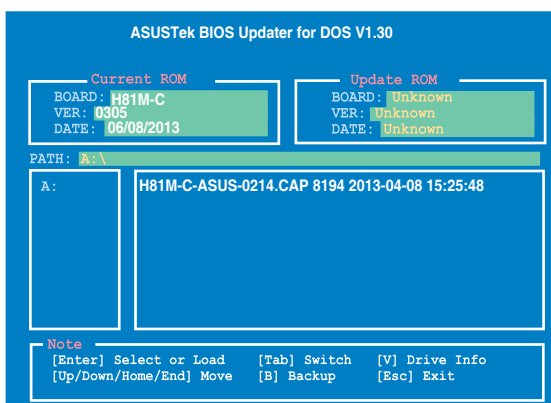 ASUSTek BIOS Updater for DOS V1.30
Current ROM
BOARD: H81M-C
VER: 0305
DATE: 06/08/2013
Update ROM
BOARD: Unknown
VER: Unknown
DATE: Unknown
PATH: A:\
A:
H81M-C-ASUS-0214.CAP 8194 2013-04-08 15:25:48
Note
[Enter] Select or Load [Tab] Switch [V] Drive Info
[Up/Down/Home/End] Move [B] Backup [Esc] Exit